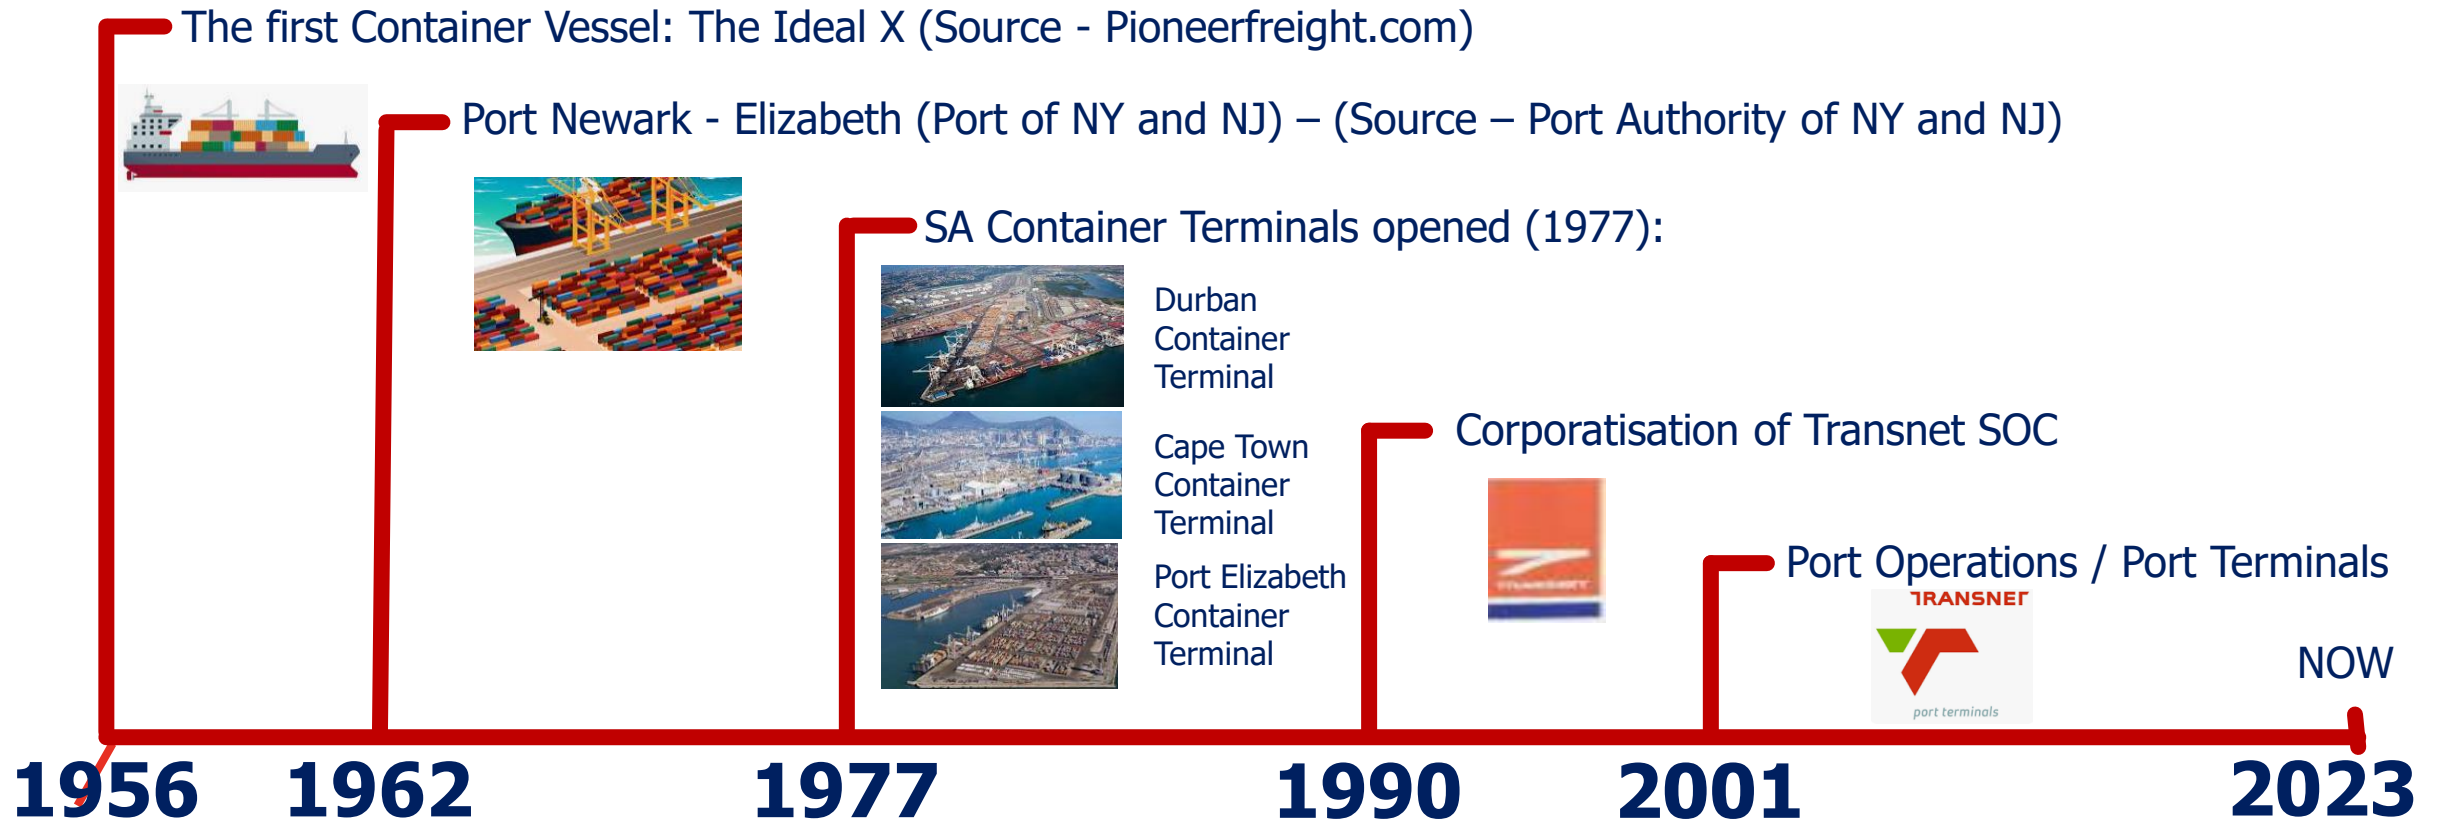 The first Container Vessel: The Ideal X (Source - Pioneerfreight.com)
Port Newark - Elizabeth (Port of NY and NJ) – (Source – Port Authority of NY and NJ)
SA Container Terminals opened (1977):
Durban
Container
Terminal
Cape Town
Container
Terminal
Port Elizabeth
Container
Terminal
Corporatisation of Transnet SOC
Port Operations / Port Terminals
TRANSNET
port terminals
NOW
1956
1962
1977
1990
2001
2023